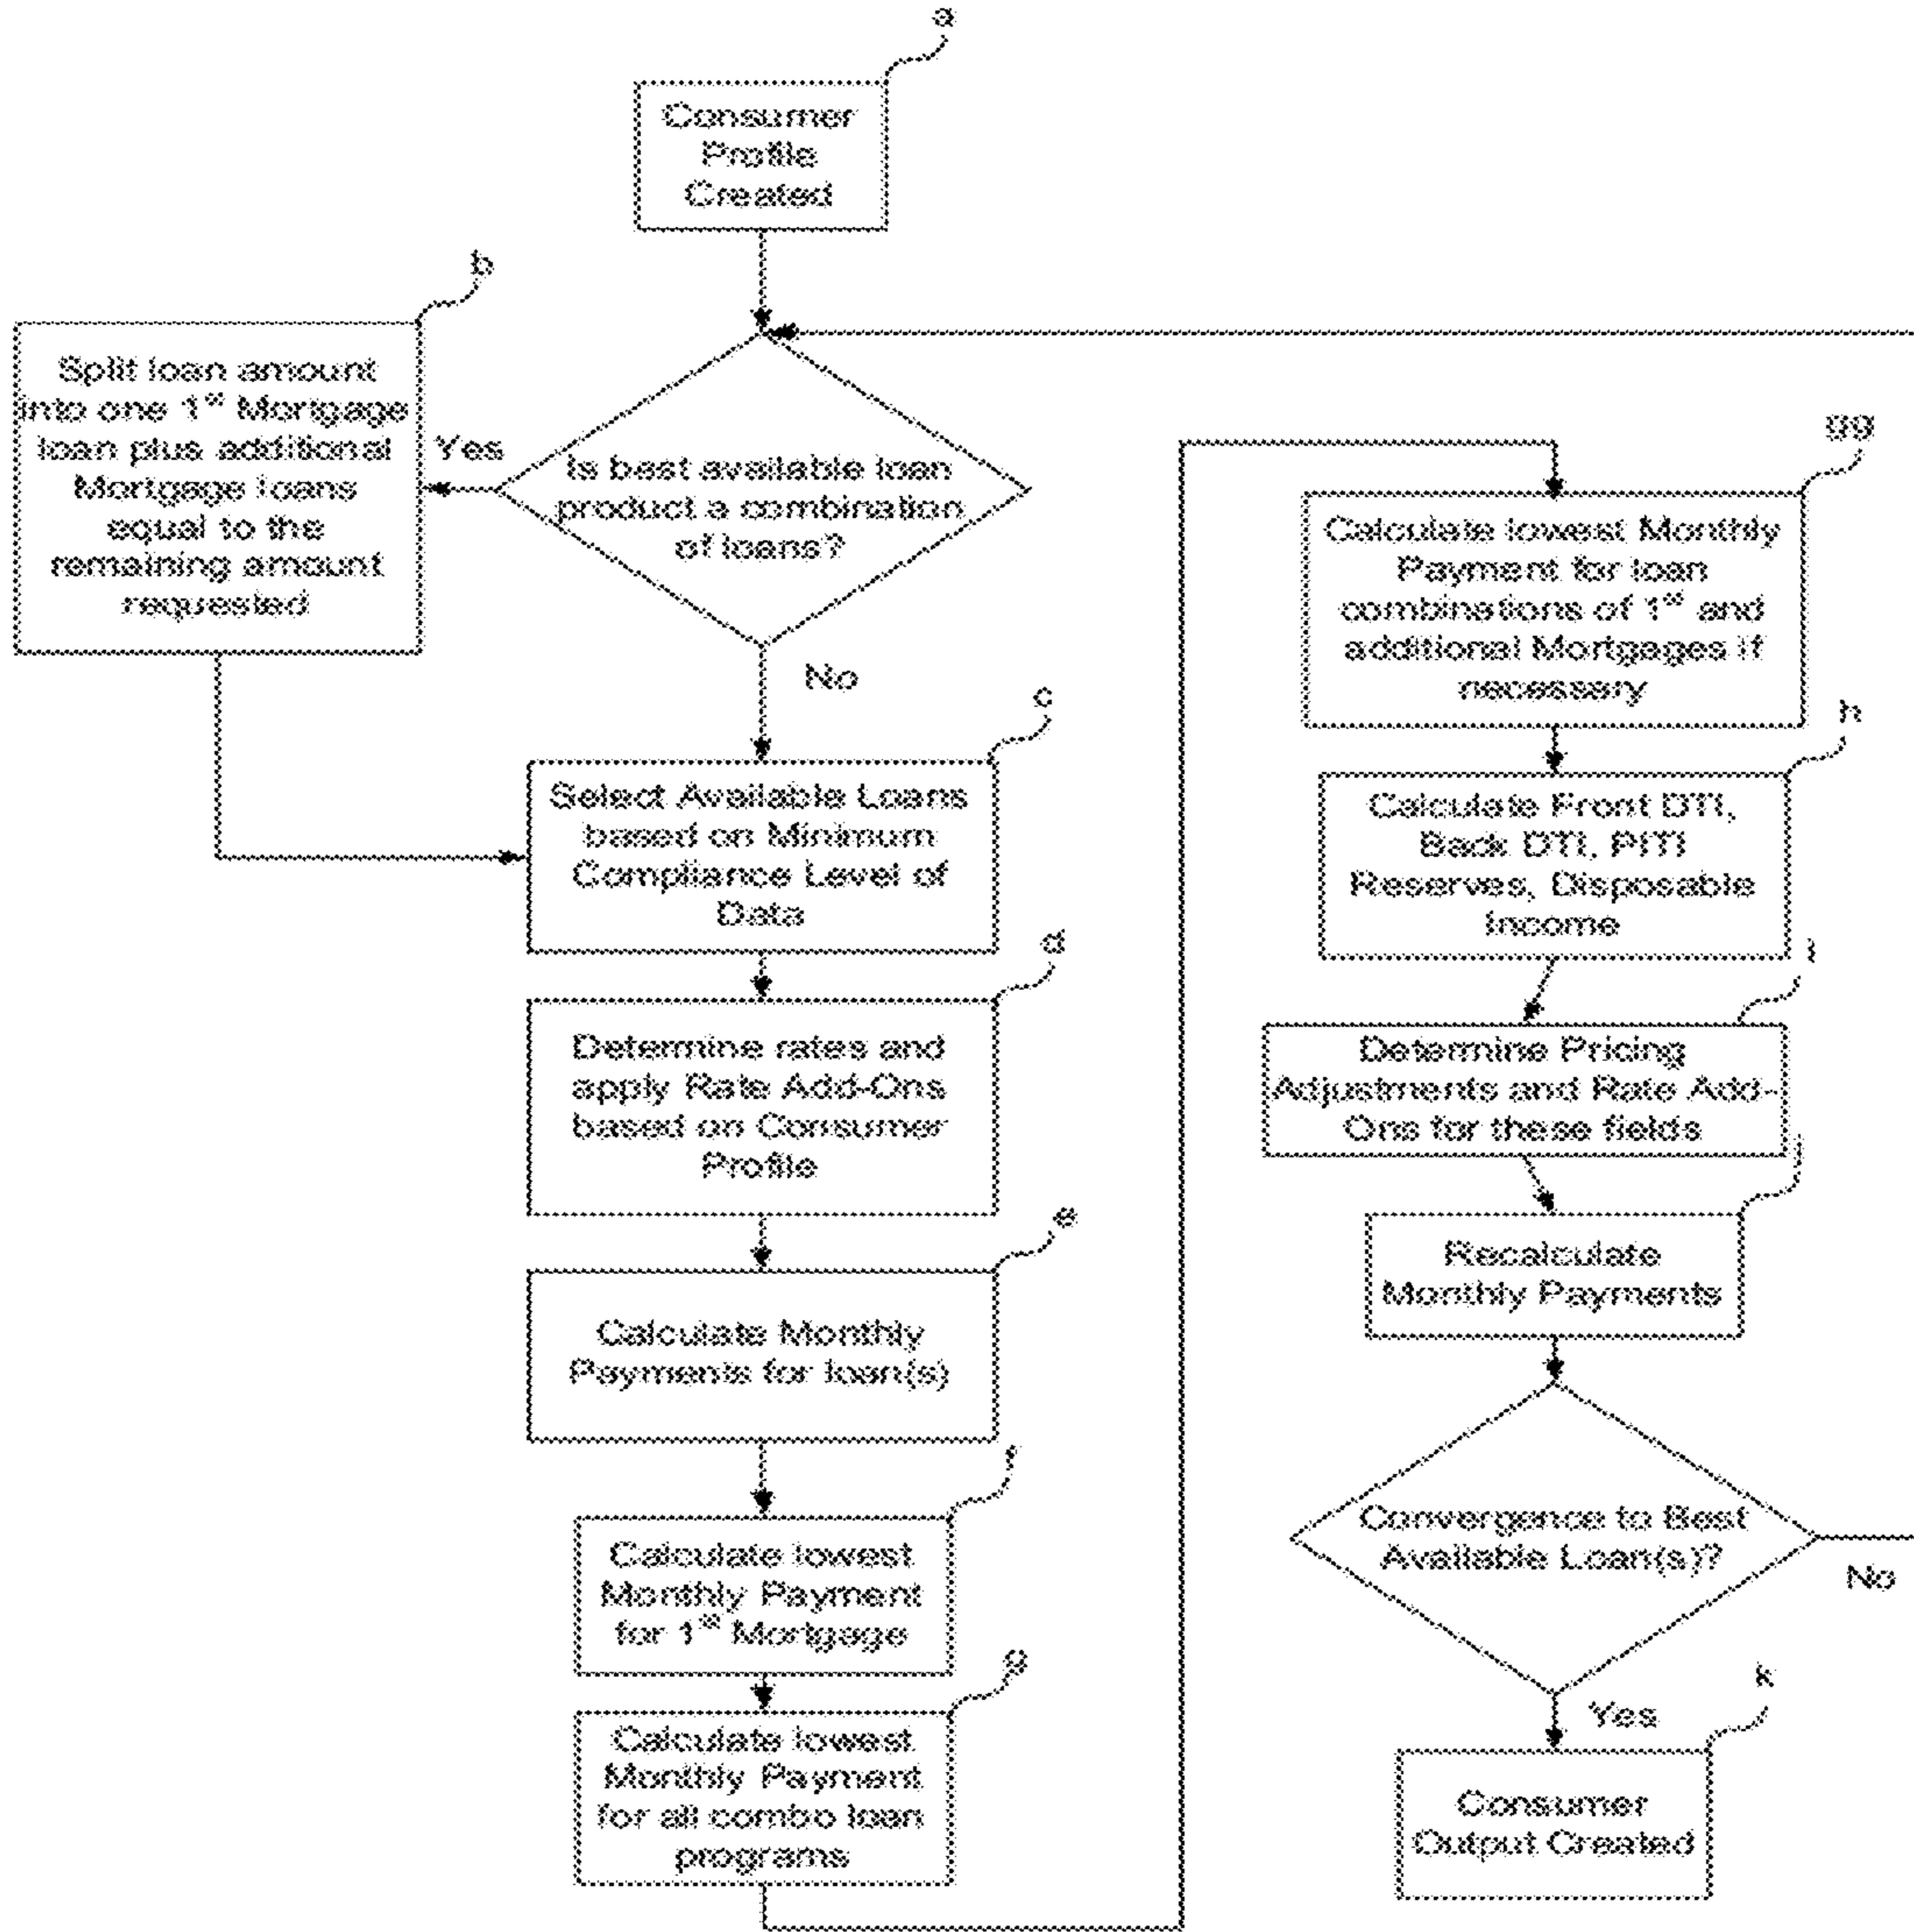 a
Consumer
Profile
Created
b
Split loan amount
into one 1st Mortgage
loan plus additional
Mortgage loans
equal to the
remaining amount
requested
Yes
Is best available loan
product a combination
of loans?
No
c
Select Available Loans
based on Minimum
Compliance Level of
Data
d
Determine rates and
apply Rate Add-Ons
based on Consumer
Profile
e
Calculate Monthly
Payments for loan(s)
f
Calculate lowest
Monthly Payment
for 1st Mortgage
g
Calculate lowest
Monthly Payment
for all combo loan
programs
gg
Calculate lowest Monthly
Payment for loan
combinations of 1st and
additional Mortgages if
necessary
h
Calculate Front DTI,
Back DTI, PITI
Reserves, Disposable
Income
i
Determine Pricing
Adjustments and Rate Add-
Ons for these fields
j
Recalculate
Monthly Payments
Convergence to Best
Available Loan(s)?
No
Yes
k
Consumer
Output Created